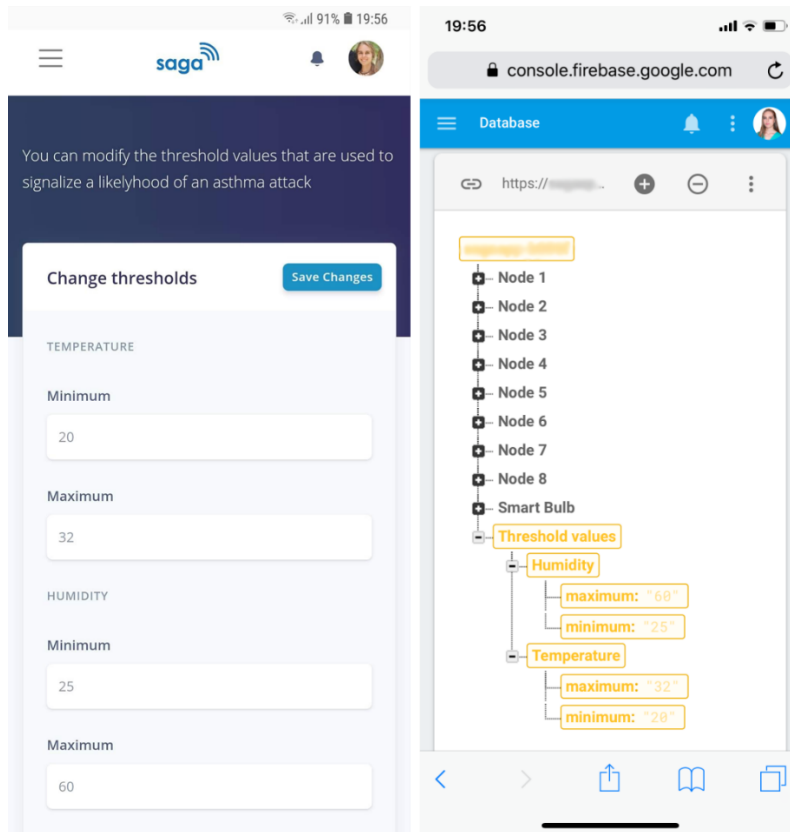 91% 19:56
saga
You can modify the threshold values that are used to
signalize a likelyhood of an asthma attack
Change thresholds
Save Changes
TEMPERATURE
Minimum
20
Maximum
32
HUMIDITY
Minimum
25
Maximum
60
19:56
console.firebase.google.com
Database
https://
Node 1
Node 2
Node 3
Node 4
Node 5
Node 6
Node 7
Node 8
Smart Bulb
Threshold values
Humidity
maximum: "60"
minimum: "25"
Temperature
maximum: "32"
minimum: "20"